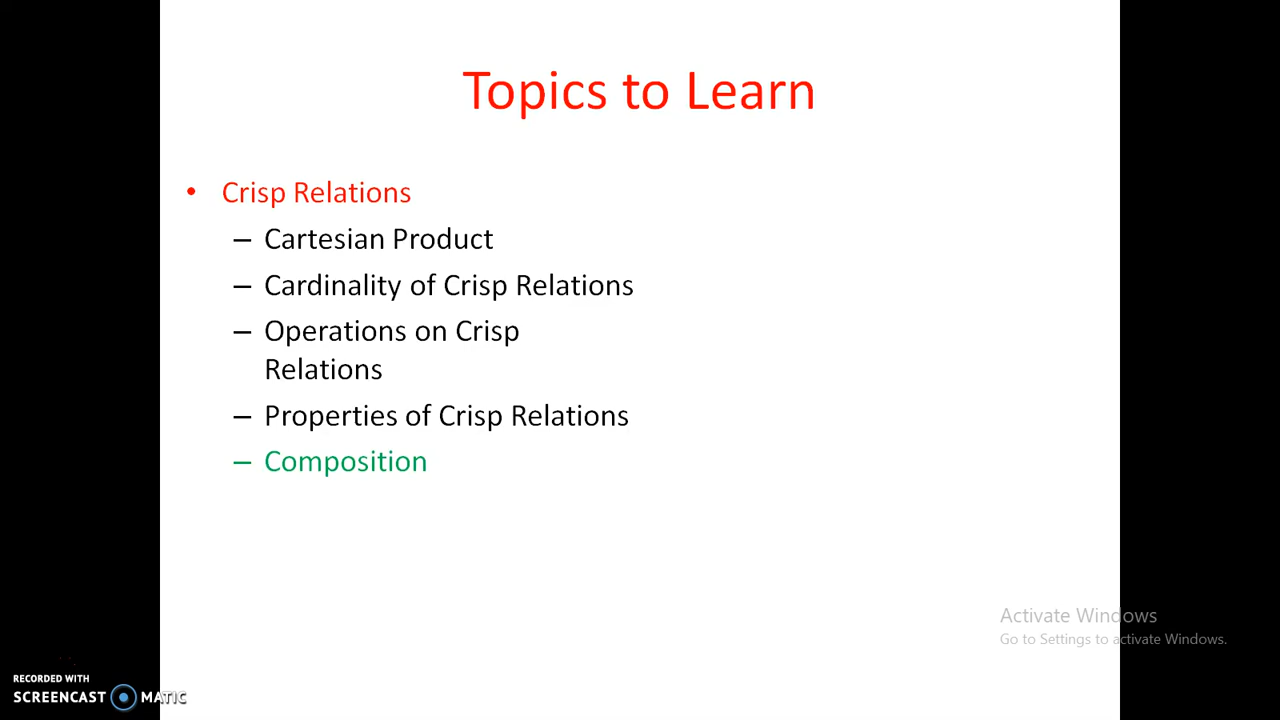 Topics to Learn
• Crisp Relations
– Cartesian Product
– Cardinality of Crisp Relations
– Operations on Crisp
Relations
– Properties of Crisp Relations
– Composition
Activate Windows
Go to Settings to activate Windows.
RECORDED WITH
SCREENCAST MATIC